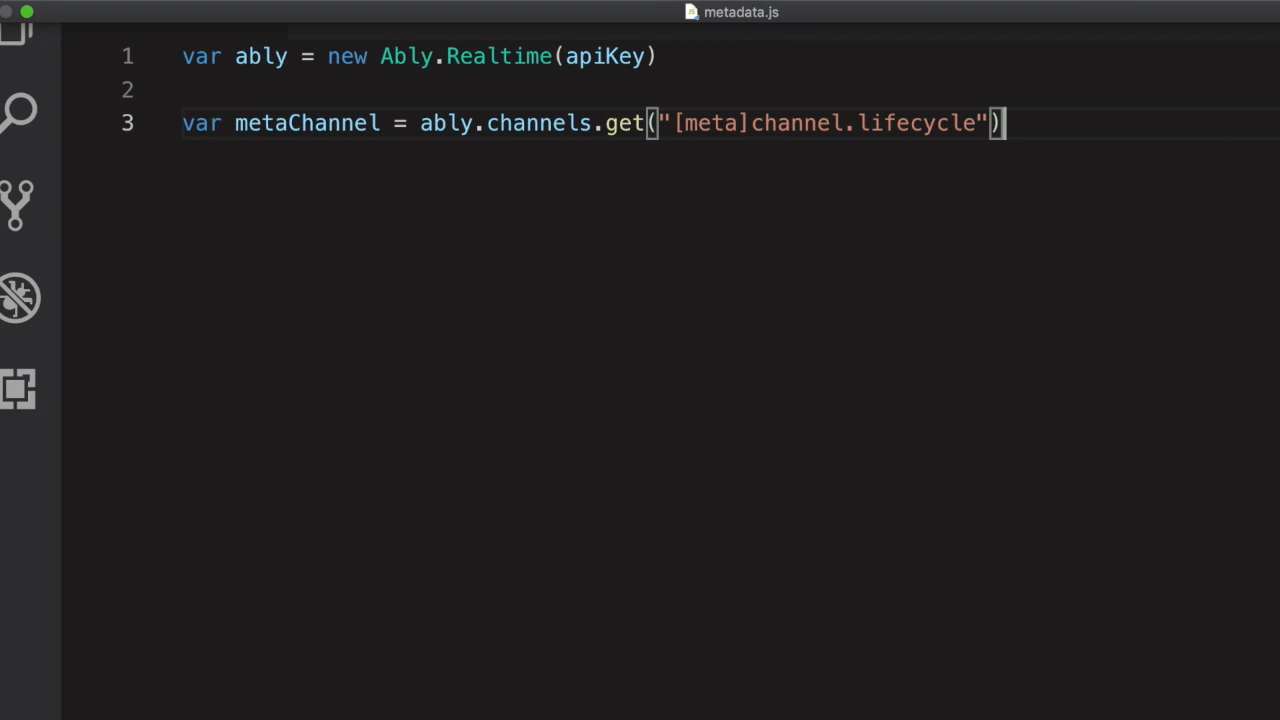 metadata.js
1 var ably = new Ably.Realtime(apiKey)
2
3 var metaChannel = ably.channels.get("[meta]channel.lifecycle")